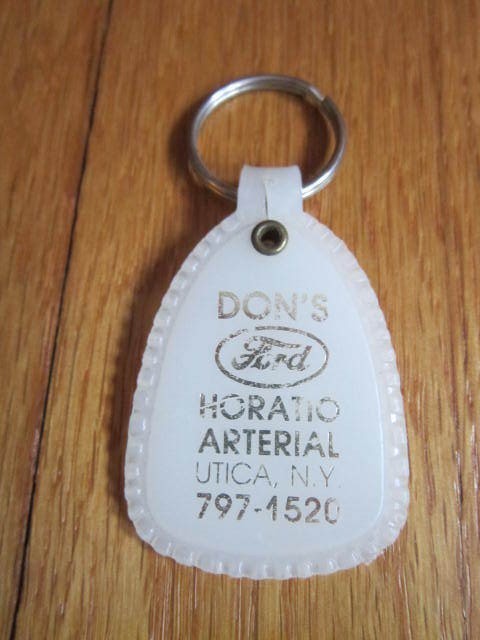 DON'S
Ford
HORATIO
ARTERIAL
UTICA, N.Y.
797-1520